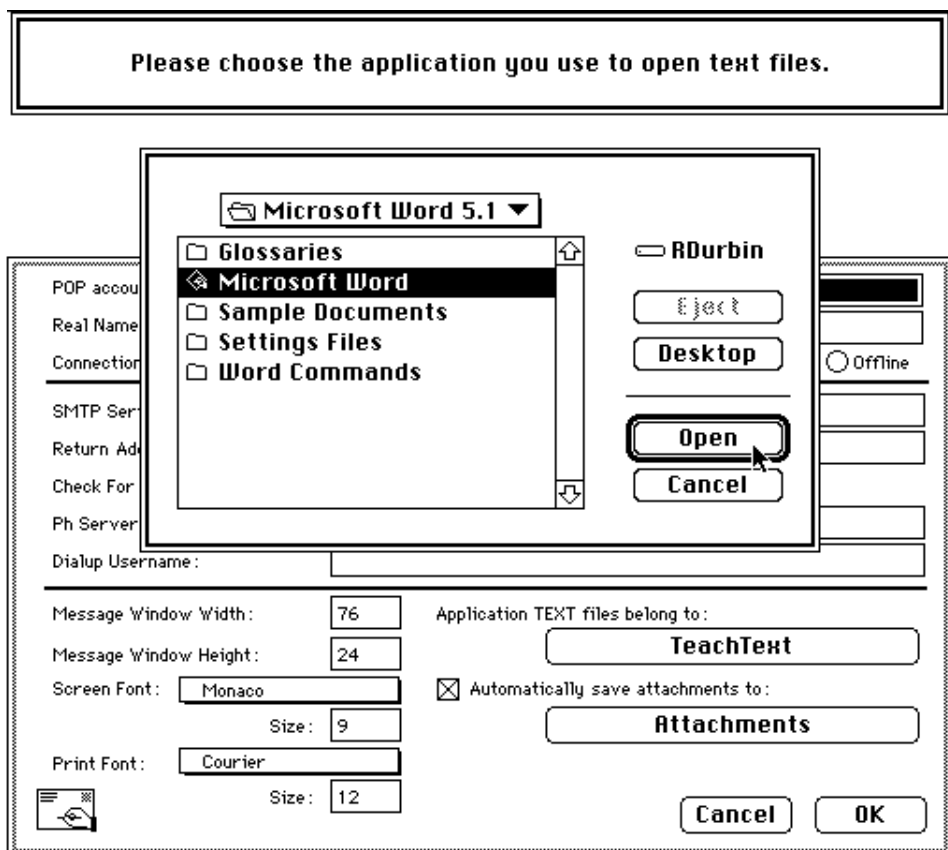 Please choose the application you use to open text files.
Microsoft Word 5.1
Glossaries
Microsoft Word
Sample Documents
Settings Files
Word Commands
RDurbin
Eject
Desktop
Open
Cancel
POP accou
Real Name
Connection
Offline
SMTP Ser
Return Ad
Check For
Ph Server
Dialup Username:
Message Window Width: 76
Message Window Height: 24
Screen Font: Monaco
Size: 9
Print Font: Courier
Size: 12
Application TEXT files belong to:
TeachText
Automatically save attachments to:
Attachments
Cancel OK